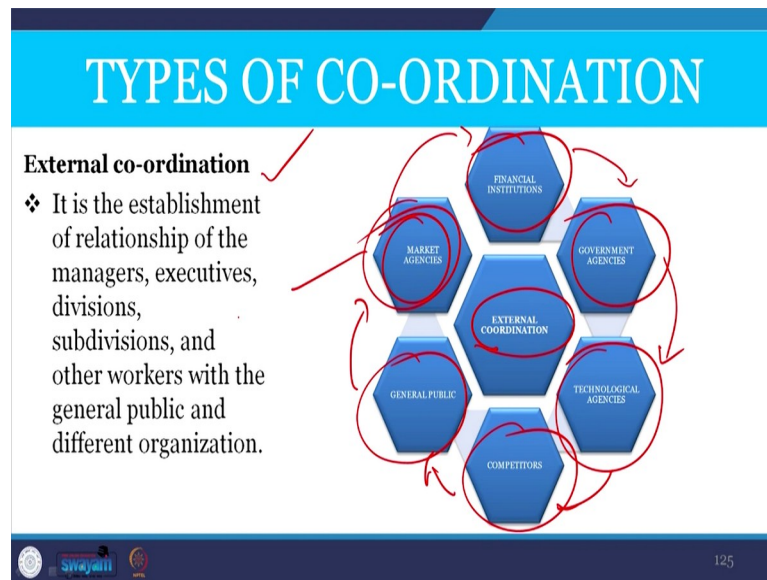 TYPES OF CO-ORDINATION
External co-ordination
❖ It is the establishment
of relationship of the
managers, executives,
divisions,
subdivisions, and
other workers with the
general public and
different organization.
FINANCIAL
INSTITUTIONS
MARKET
AGENCIES
GOVERNMENT
AGENCIES
EXTERNAL
COORDINATION
GENERAL PUBLIC
TECHNOLOGICAL
AGENCIES
COMPETITORS
swayam
125